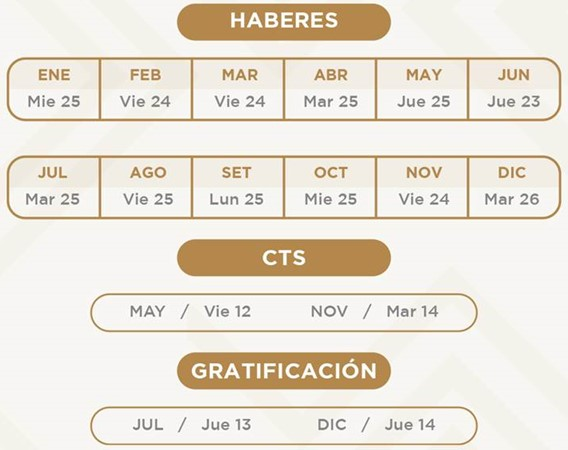 HABERES
ENE FEB MAR ABR MAY JUN
Mie 25 Vie 24 Vie 24 Mar 25 Jue 25 Jue 23
JUL AGO SET OCT NOV DIC
Mar 25 Vie 25 Lun 25 Mie 25 Vie 24 Mar 26
CTS
MAY / Vie 12 NOV / Mar 14
GRATIFICACIÓN
JUL / Jue 13 DIC / Jue 14